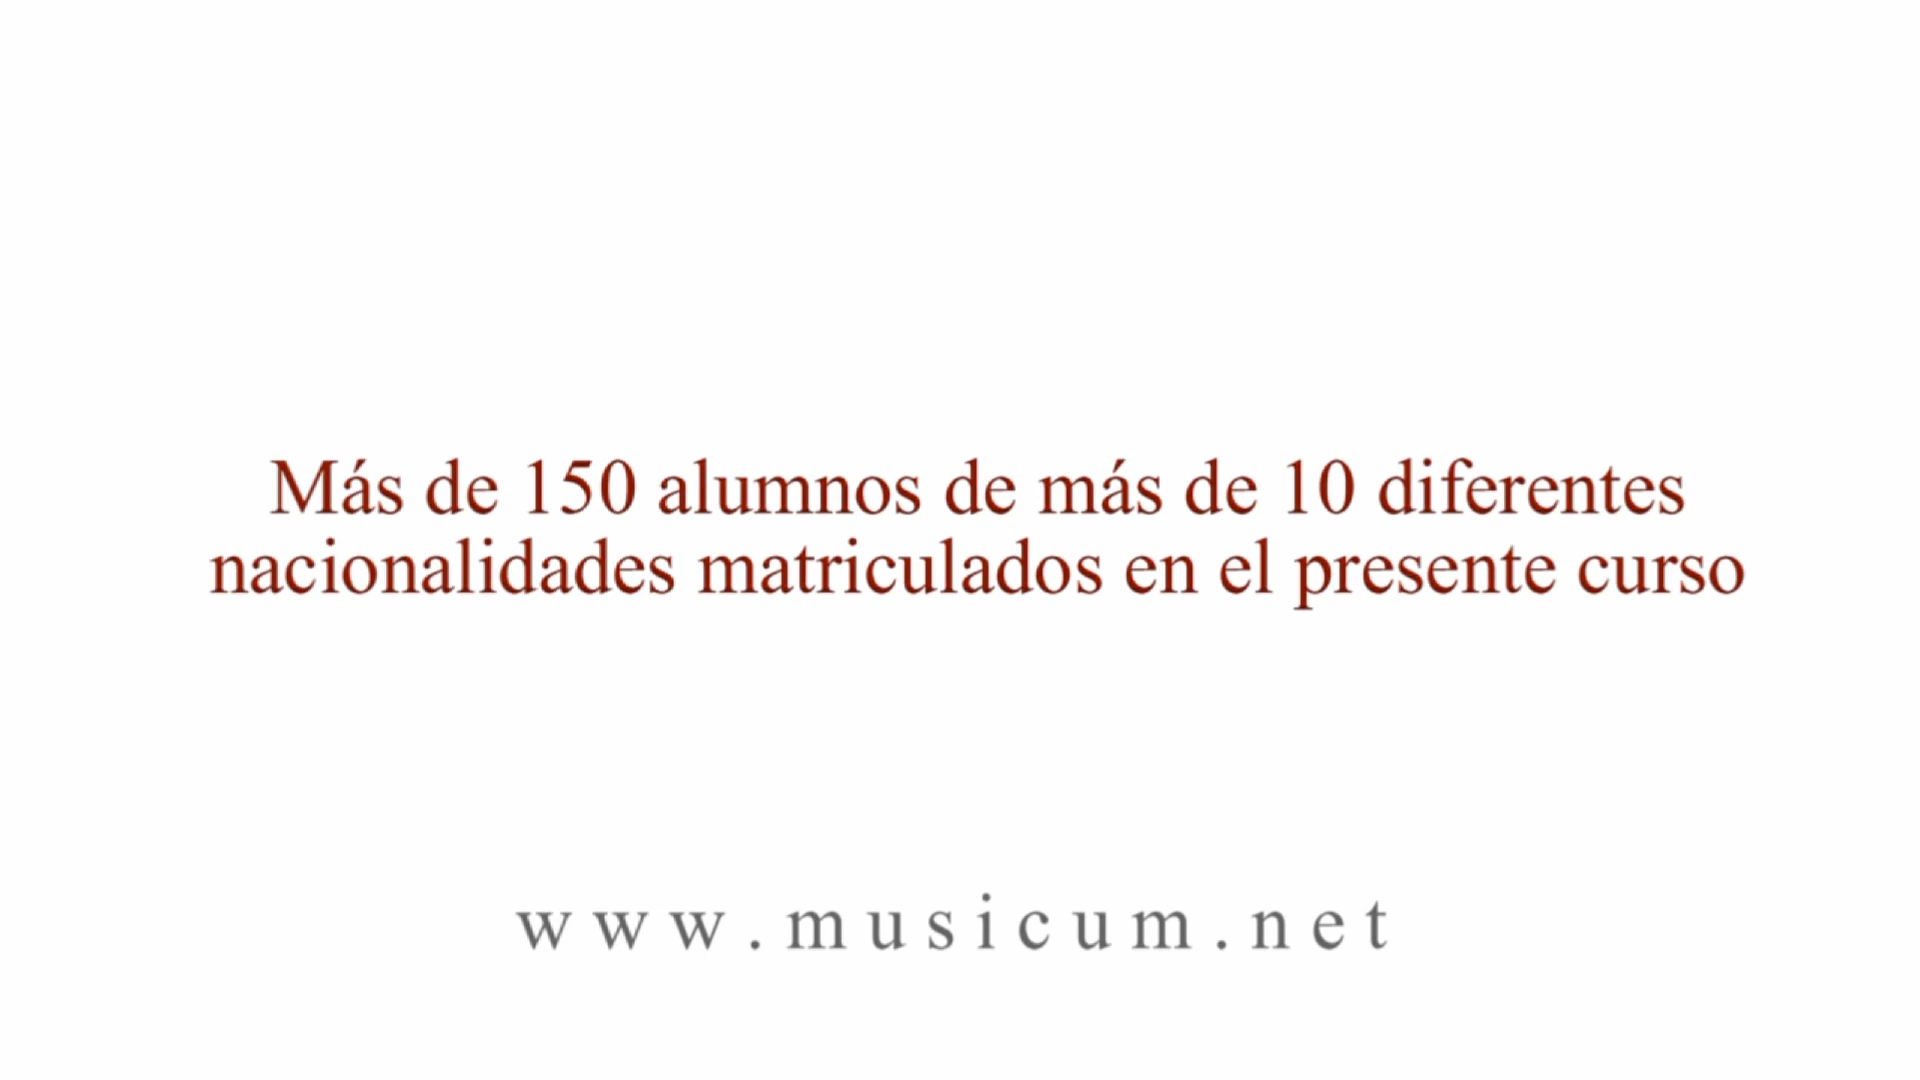 Más de 150 alumnos de más de 10 diferentes
nacionalidades matriculados en el presente curso
www.musicum.net